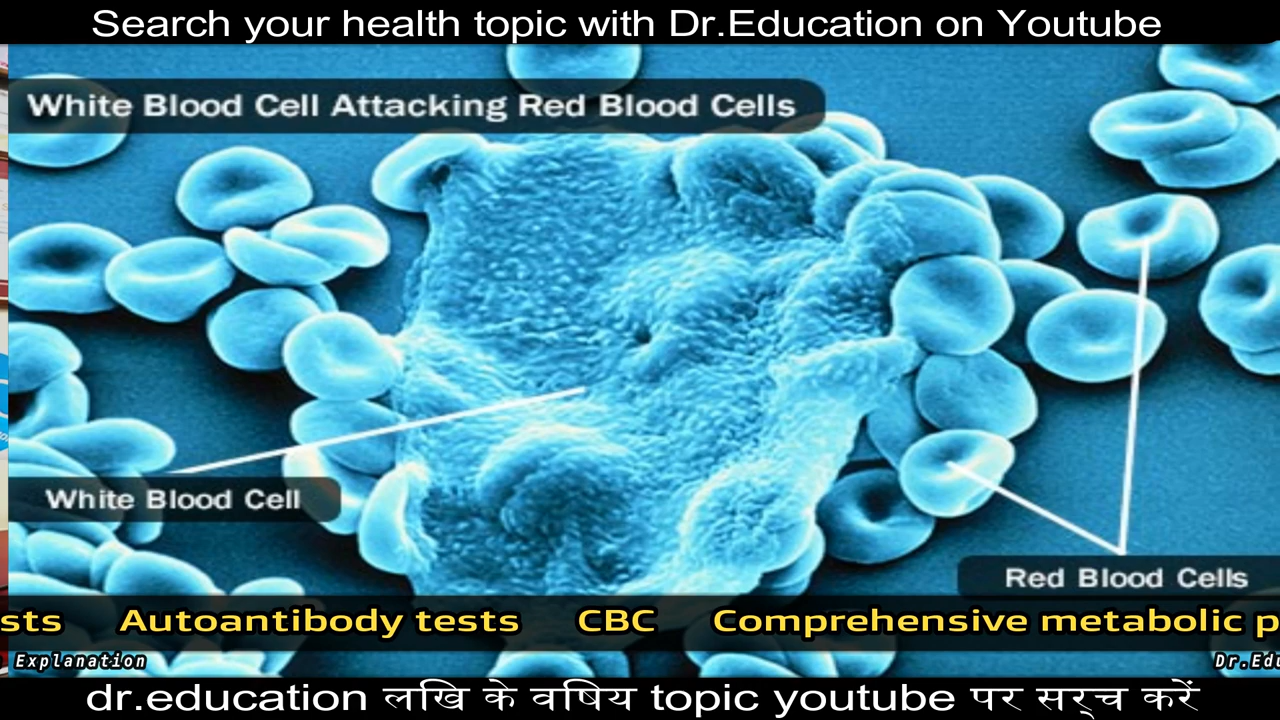 Search your health topic with Dr.Education on Youtube
White Blood Cell Attacking Red Blood Cells
White Blood Cell
Red Blood Cells
sts Autoantibody tests CBC Comprehensive metabolic p
Explanation Dr.Edu
dr.education लखि के वषिय topic youtube पर सर्च करें